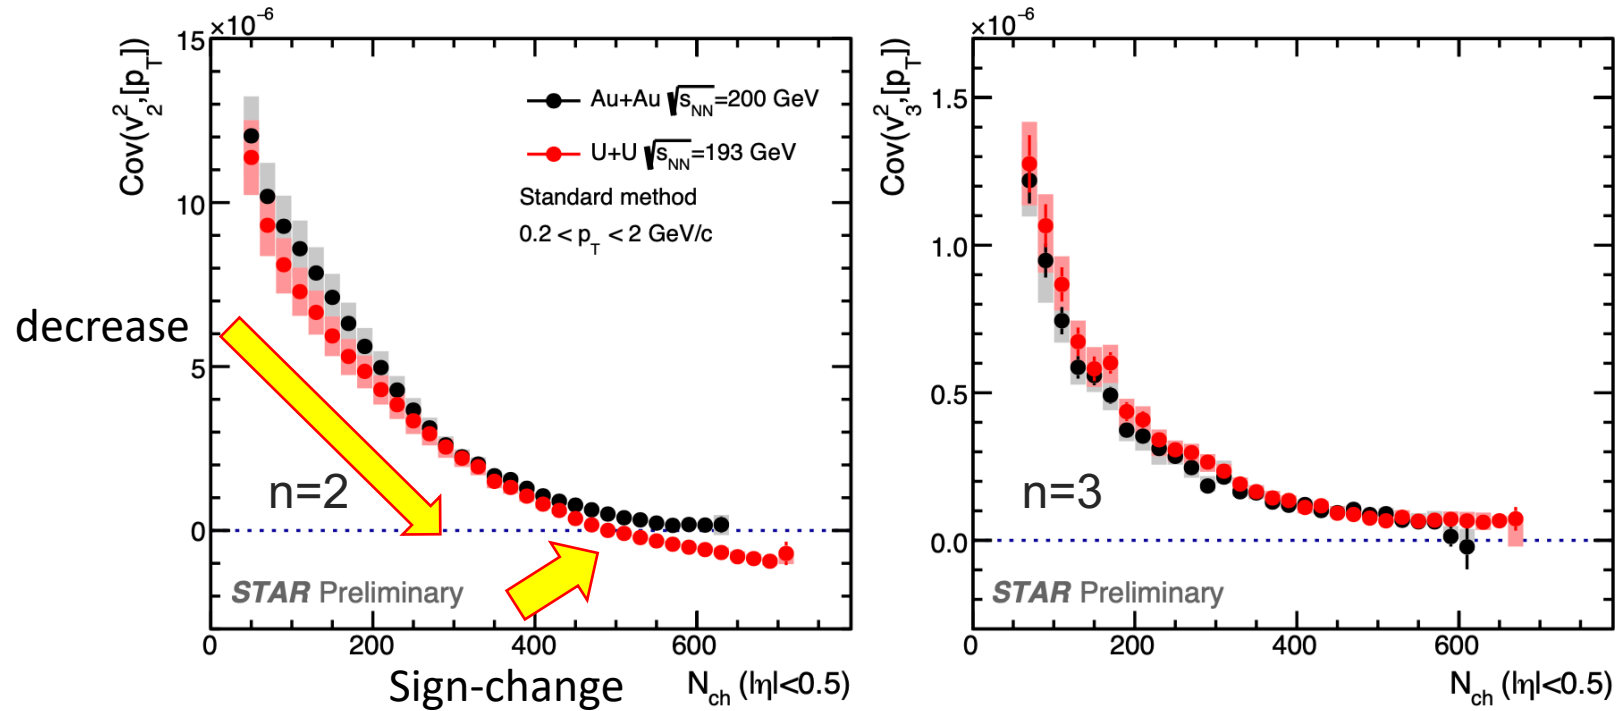 ×10⁻⁶
15
10
5
0
Cov(v₂²,[p_T])
Au+Au √s_NN=200 GeV
U+U √s_NN=193 GeV
Standard method
0.2 < p_T < 2 GeV/c
decrease
n=2
STAR Preliminary
0 200 400 600
Sign-change
N_ch (|η|<0.5)
×10⁻⁶
1.5
1.0
0.5
0.0
Cov(v₃²,[p_T])
n=3
STAR Preliminary
0 200 400 600
N_ch (|η|<0.5)